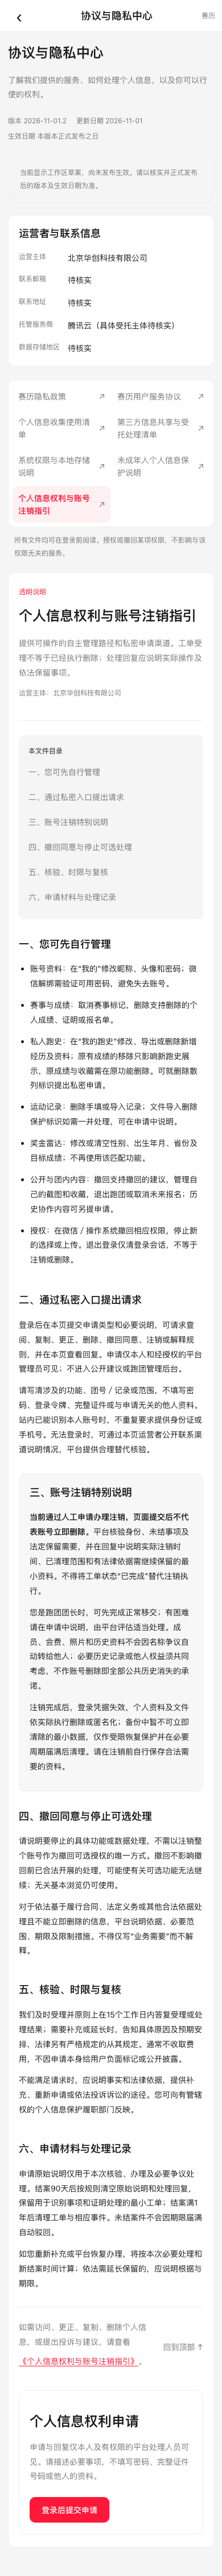 协议与隐私中心
赛历
协议与隐私中心
了解我们提供的服务、如何处理个人信息，以及你可以行
使的权利。
版本 2026-11-01.2 更新日期 2026-11-01
生效日期 本版本正式发布之日
当前显示工作区草案，尚未发布生效。请以核实并正式发布
后的版本及生效日期为准。
运营者与联系信息
运营主体 北京华创科技有限公司
联系邮箱 待核实
联系地址 待核实
托管服务商 腾讯云（具体受托主体待核实）
数据存储地区 待核实
赛历隐私政策 ↗ 赛历用户服务协议 ↗
个人信息收集使用清
单 ↗
第三方信息共享与受
托处理清单 ↗
系统权限与本地存储
说明 ↗
未成年人个人信息保
护说明 ↗
个人信息权利与账号
注销指引 ↗
所有文件均可在登录前阅读。授权或撤回某项权限，不影响与该
权限无关的服务。
透明说明
个人信息权利与账号注销指引
提供可操作的自主管理路径和私密申请渠道。工单受
理不等于已经执行删除；处理回复应说明实际操作及
依法保留事项。
运营主体：北京华创科技有限公司
本文件目录
一、您可先自行管理
二、通过私密入口提出请求
三、账号注销特别说明
四、撤回同意与停止可选处理
五、核验、时限与复核
六、申请材料与处理记录
一、您可先自行管理
• 账号资料：在“我的”修改昵称、头像和密码；微
信解绑需验证可用密码，避免失去账号。
• 赛事与成绩：取消赛事标记，删除支持删除的个
人成绩、证明或报名单。
• 私人跑史：在“我的跑史”修改、导出或删除新增
经历及资料；原有成绩的移除只影响新跑史展
示，原成绩与收藏需在原功能删除。可就删除散
列标识提出私密申请。
• 运动记录：删除手填或导入记录；文件导入删除
保护标识如需一并处理，可在申请中说明。
• 奖金雷达：修改或清空性别、出生年月、省份及
目标成绩；不再使用该匹配功能。
• 公开与团内内容：撤回支持撤回的建议，管理自
己的截图和收藏，退出跑团或取消未来报名；历
史协作内容可另提申请。
• 授权：在微信 / 操作系统撤回相应权限，停止新
的选择或上传。退出登录仅清登录会话，不等于
注销或删除。
二、通过私密入口提出请求
登录后在本页提交申请类型和必要说明，可请求查
阅、复制、更正、删除、撤回同意、注销或解释规
则，并在本页查看回复。申请仅本人和经授权的平台
管理员可见；不进入公开建议或跑团管理后台。
请写清涉及的功能、团号 / 记录或范围，不填写密
码、登录令牌、完整证件或与申请无关的他人资料。
站内已能识别本人账号时，不重复要求提供身份证或
手机号。无法登录时，可通过本页运营者公开联系渠
道说明情况，平台提供合理替代核验。
三、账号注销特别说明
当前通过人工申请办理注销，页面提交后不代
表账号立即删除。平台核验身份、未结事项及
法定保留需要，并在回复中说明实际注销时
间、已清理范围和有法律依据需继续保留的最
小资料。不得将工单状态“已完成”替代注销执
行。
您是跑团团长时，可先完成正常移交；有困难
请在申请中说明，由平台评估适当处理。成
员、会费、照片和历史资料不会因名称争议自
动转给他人；必要历史记录或他人权益须共同
考虑，不作账号删除即全部公共历史消失的承
诺。
注销完成后，登录凭据失效，个人资料及文件
依实际执行删除或匿名化；备份中暂不可立即
清除的最小数据，仅作受限恢复保护并在必要
周期届满后清理。请在注销前自行保存合法需
要的资料。
四、撤回同意与停止可选处理
请说明要停止的具体功能或数据处理，不需以注销整
个账号作为撤回可选授权的唯一方式。撤回不影响撤
回前已合法开展的处理，可能使有关可选功能无法继
续；无关基本浏览仍可使用。
对于依法基于履行合同、法定义务或其他合法依据处
理且不能立即删除的信息，平台说明依据、必要范
围、期限及限制措施。不得仅写“业务需要”而不解
释。
五、核验、时限与复核
我们及时受理并原则上在15个工作日内答复受理或处
理结果；需要补充或延长时，告知具体原因及预期安
排，法律另有严格规定的从其规定。通常不收取费
用，不因申请本身给用户负面标记或公开披露。
不能满足请求时，应说明事实和法律依据，提供补
充、重新申请或依法投诉诉讼的途径。您可向有管辖
权的个人信息保护履职部门反映。
六、申请材料与处理记录
申请原始说明仅用于本次核验、办理及必要争议处
理。结案90天后按规则清空原始说明和处理回复，
保留用于识别事项和证明处理的最小工单；结案满1
年后清理工单与相应事件。未结案件不会因期限届满
自动驳回。
如您重新补充或平台恢复办理，将按本次必要处理和
新结案时间计算；依法需延长保留的，应说明根据与
期限。
如需访问、更正、复制、删除个人信
息，或提出投诉与建议，请查看
《个人信息权利与账号注销指引》。
回到顶部 ↑
个人信息权利申请
申请与回复仅本人及有权限的平台处理人员可
见。请描述必要事项，不填写密码、完整证件
号码或他人的资料。
登录后提交申请